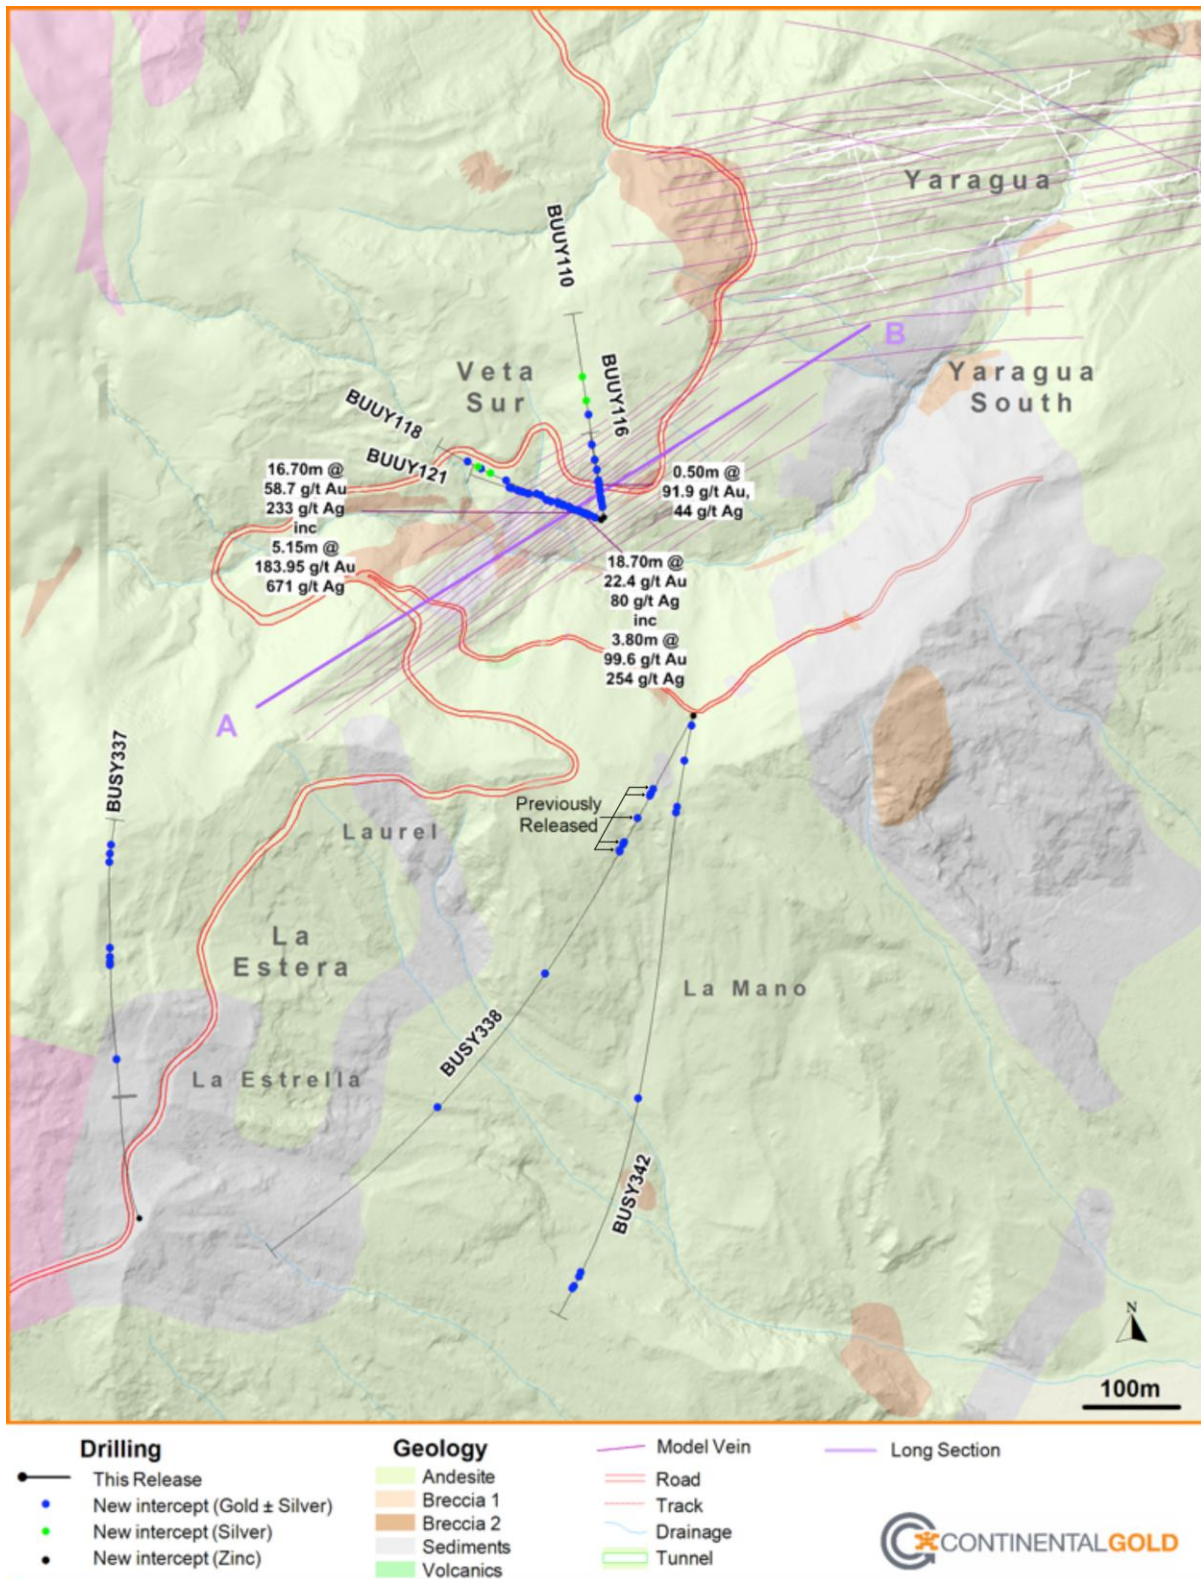 Yaragua
BUUY110
B
Veta
Sur
BUUY116
Yaragua
South
BUUY118
BUUY121
16.70m @
58.7 g/t Au
233 g/t Ag
inc
5.15m @
183.95 g/t Au
671 g/t Ag
0.50m @
91.9 g/t Au,
44 g/t Ag
18.70m @
22.4 g/t Au
80 g/t Ag
inc
3.80m @
99.6 g/t Au
254 g/t Ag
A
BUSY337
Previously
Released
Laurel
La
Estera
La Mano
BUSY338
La Estrella
BUSY342
N
100m
Drilling
This Release
New intercept (Gold ± Silver)
New intercept (Silver)
New intercept (Zinc)
Geology
Andesite
Breccia 1
Breccia 2
Sediments
Volcanics
Model Vein
Road
Track
Drainage
Tunnel
Long Section
CONTINENTALGOLD